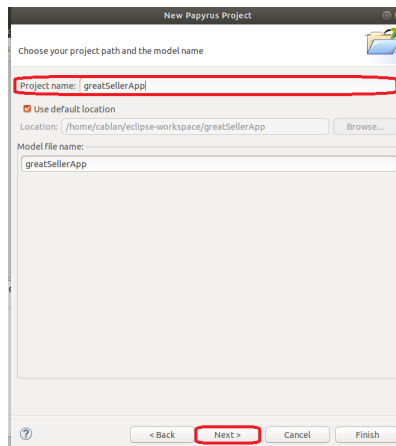 New Papyrus Project
Choose your project path and the model name
Project name: greatSellerApp
Use default location
Location: /home/cablan/eclipse-workspace/greatSellerApp Browse...
Model file name:
greatSellerApp
< Back Next > Cancel Finish